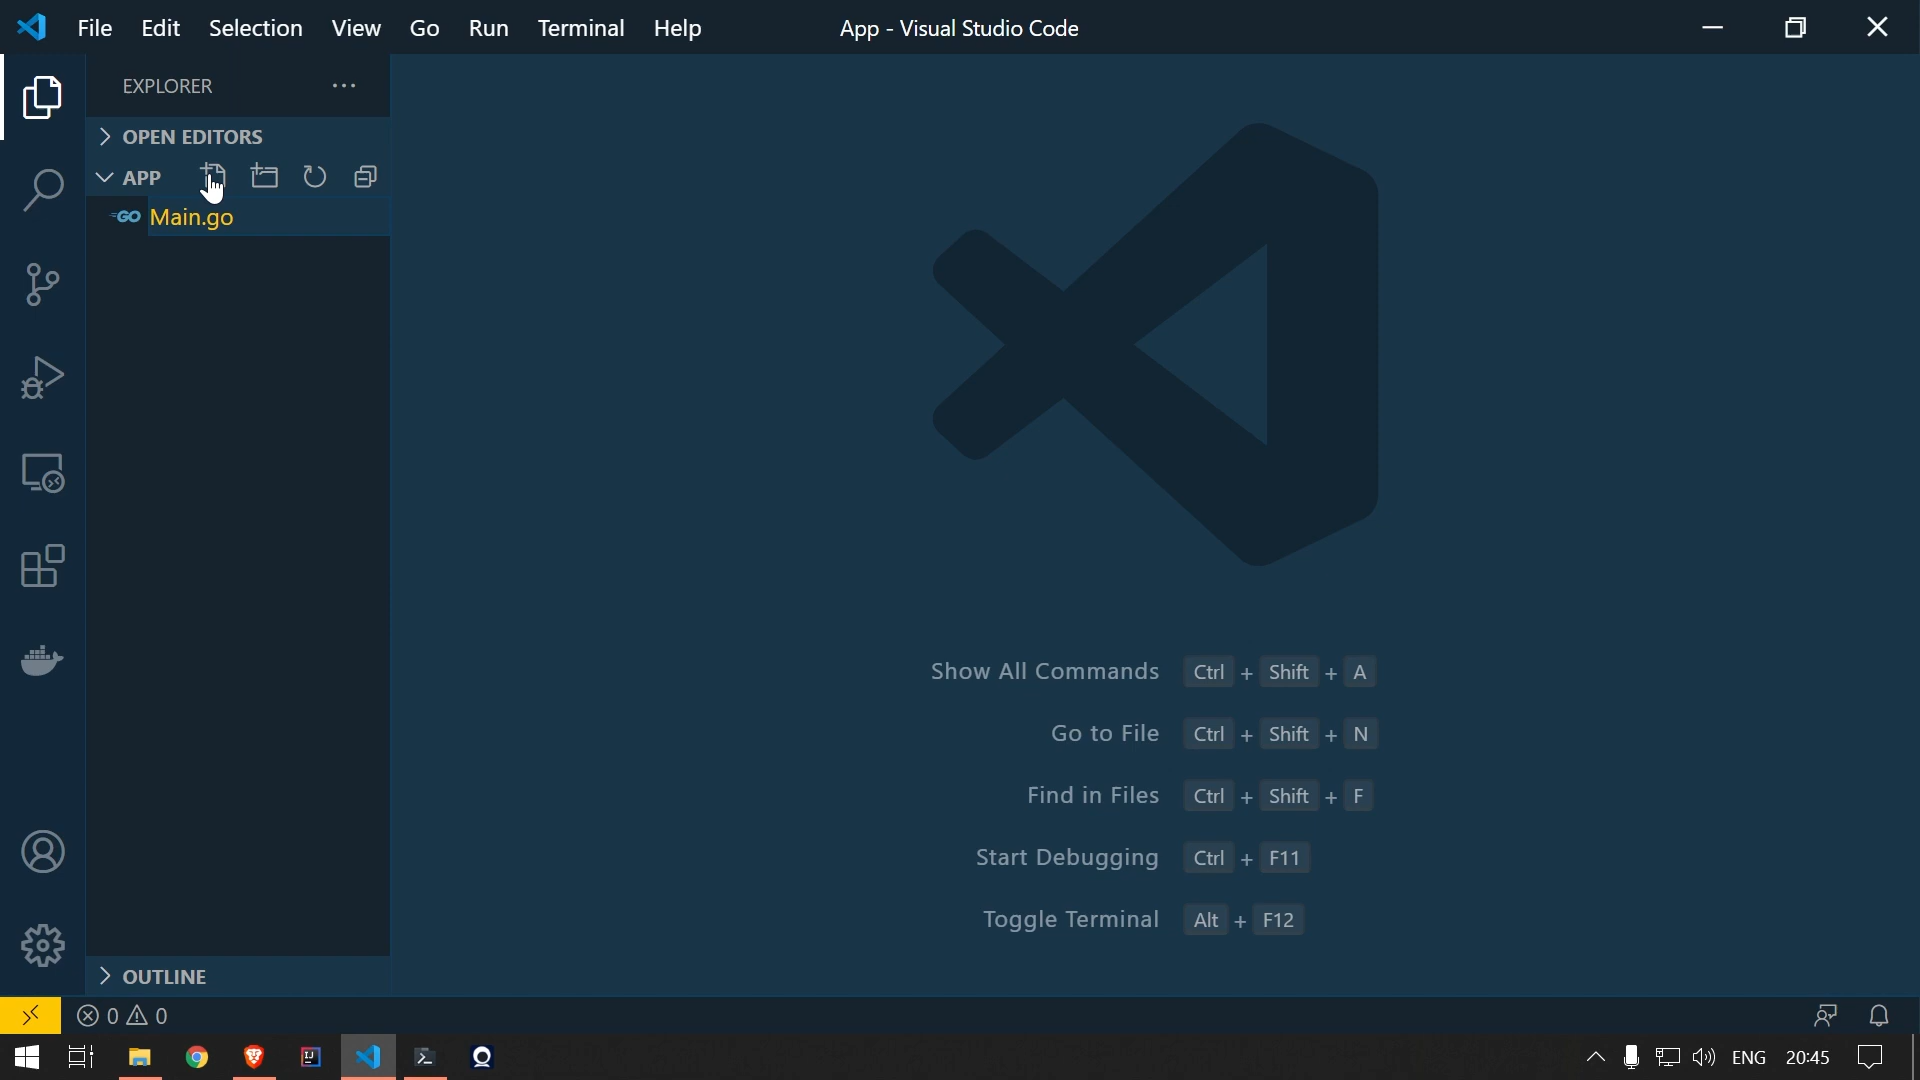 File Edit Selection View Go Run Terminal Help App - Visual Studio Code
EXPLORER
OPEN EDITORS
APP
GO Main.go
Show All Commands Ctrl + Shift + A
Go to File Ctrl + Shift + N
Find in Files Ctrl + Shift + F
Start Debugging Ctrl + F11
Toggle Terminal Alt + F12
OUTLINE
0 0
IJ ENG 20:45